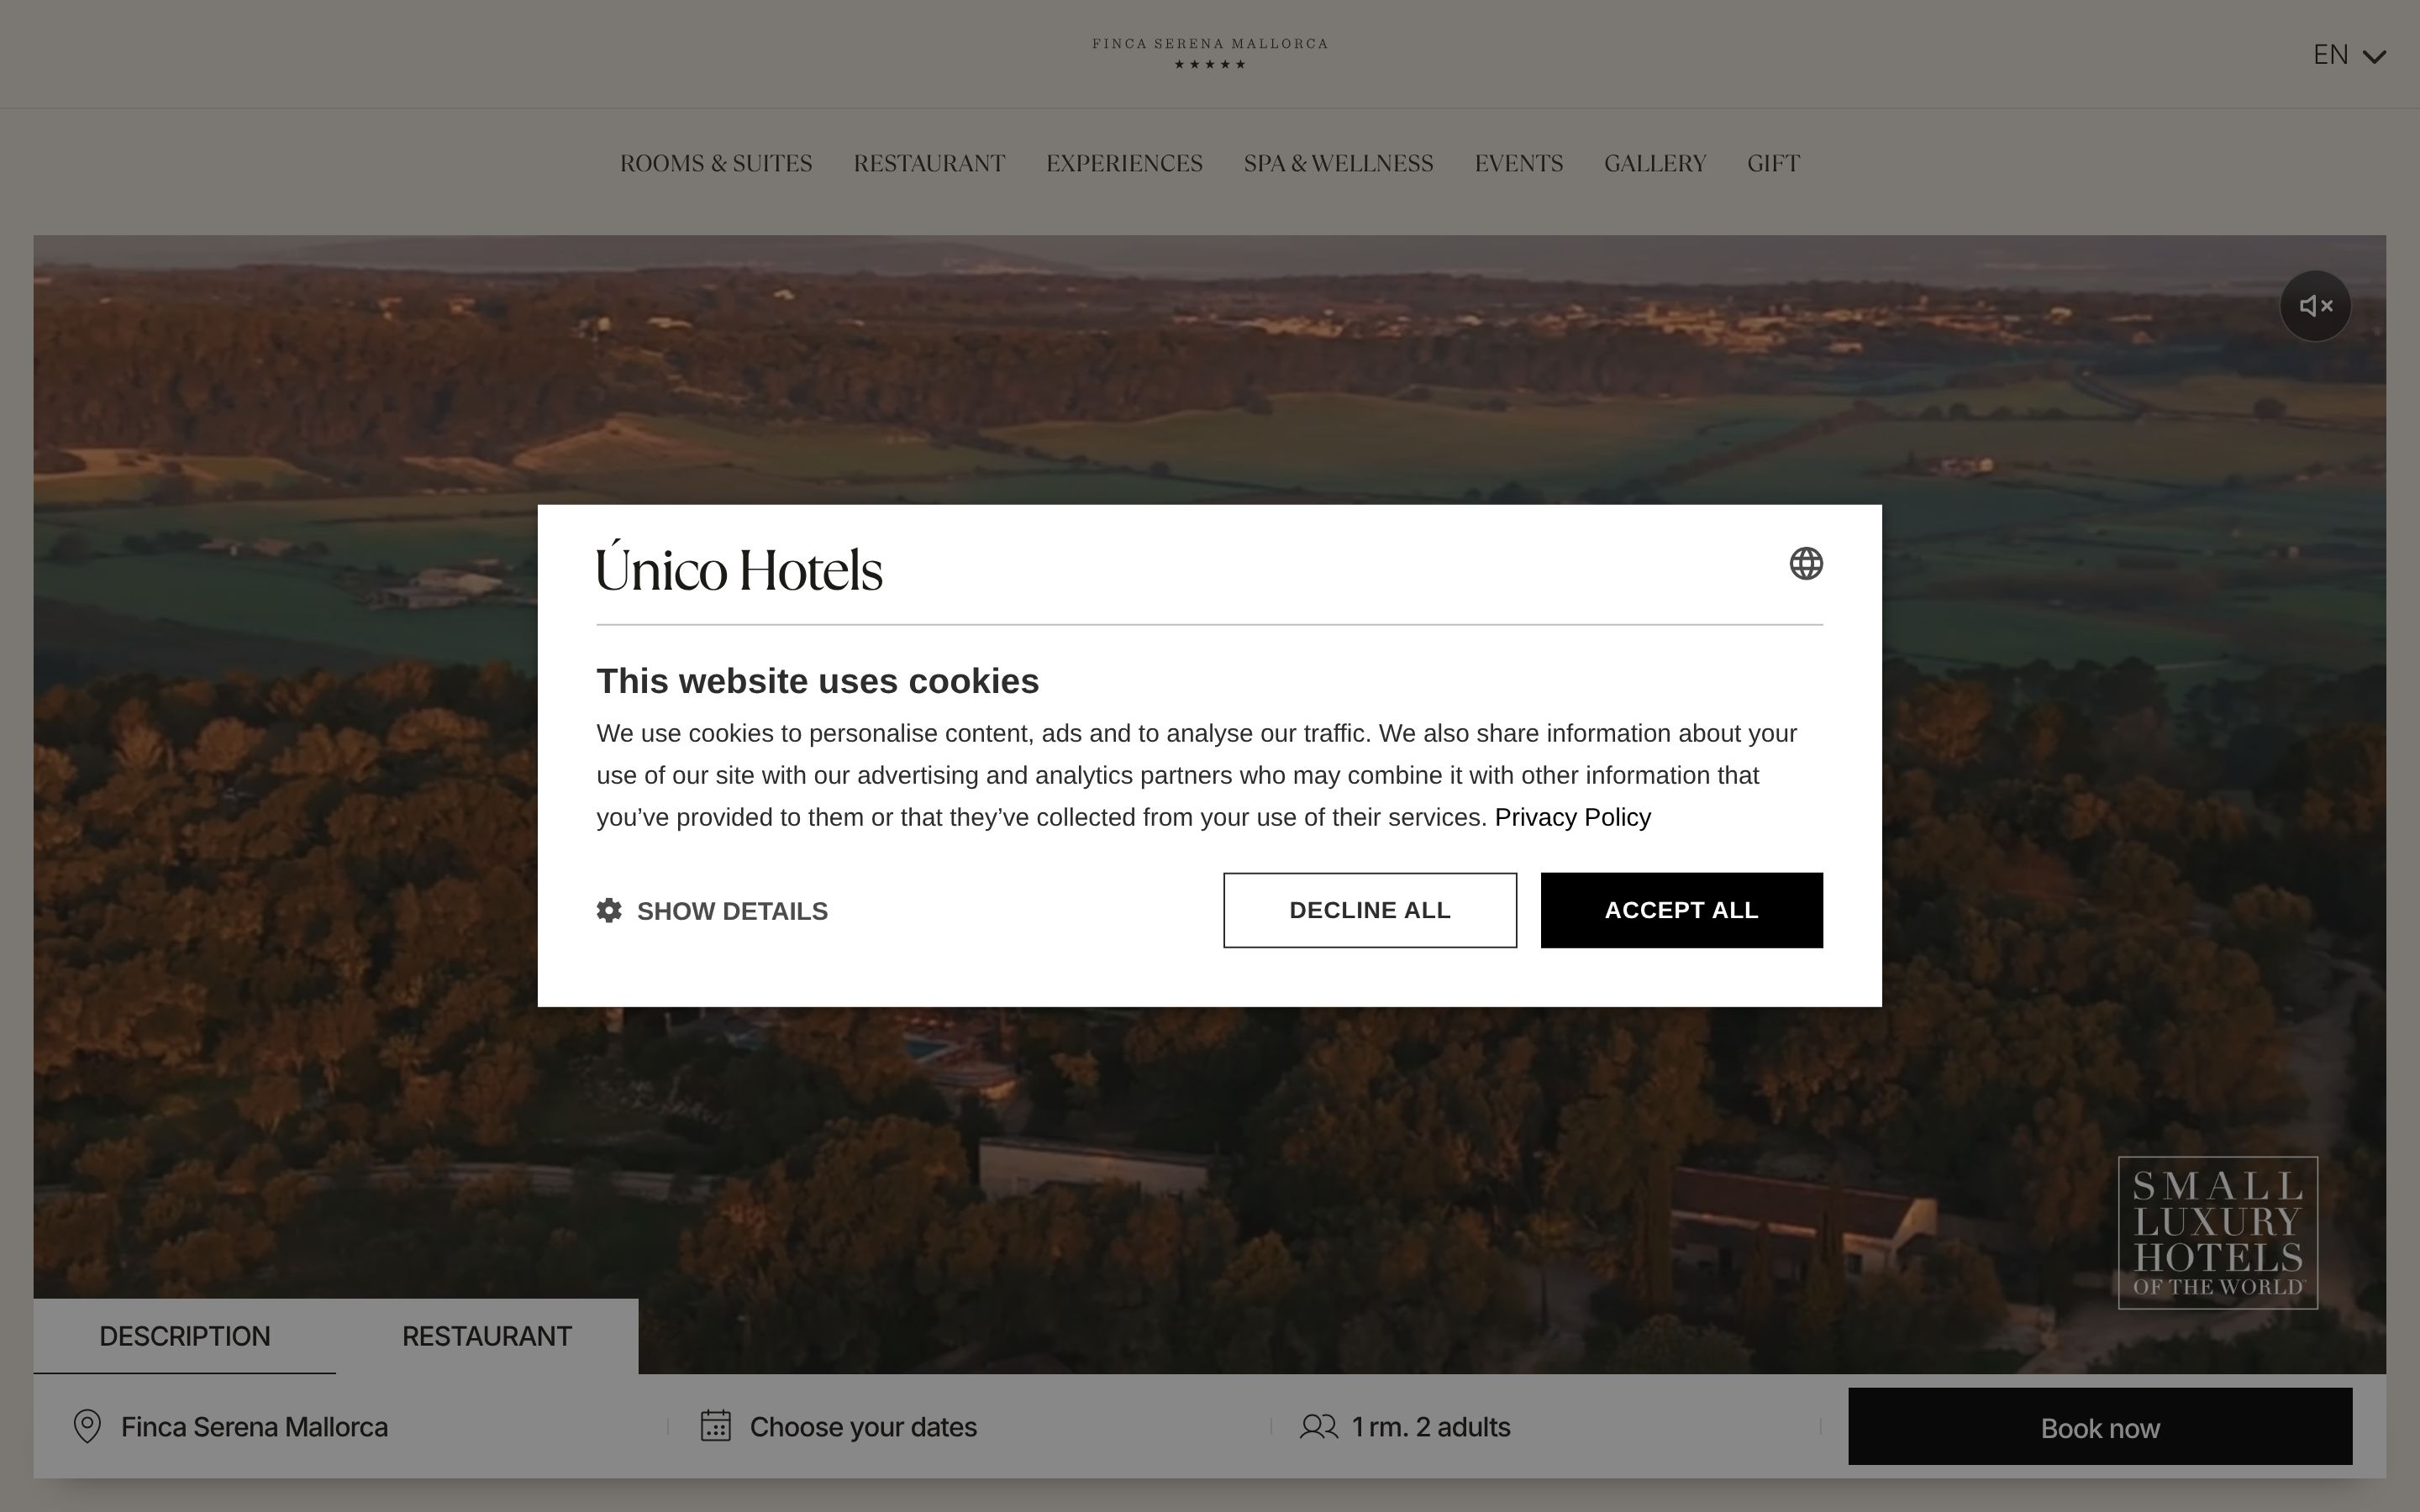 FINCA SERENA MALLORCA
★★★★★
EN
ROOMS & SUITES RESTAURANT EXPERIENCES SPA & WELLNESS EVENTS GALLERY GIFT
Único Hotels
This website uses cookies
We use cookies to personalise content, ads and to analyse our traffic. We also share information about your
use of our site with our advertising and analytics partners who may combine it with other information that
you’ve provided to them or that they’ve collected from your use of their services. Privacy Policy
SHOW DETAILS DECLINE ALL ACCEPT ALL
SMALL
LUXURY
HOTELS
OF THE WORLD
DESCRIPTION RESTAURANT
Finca Serena Mallorca Choose your dates 1 rm. 2 adults Book now